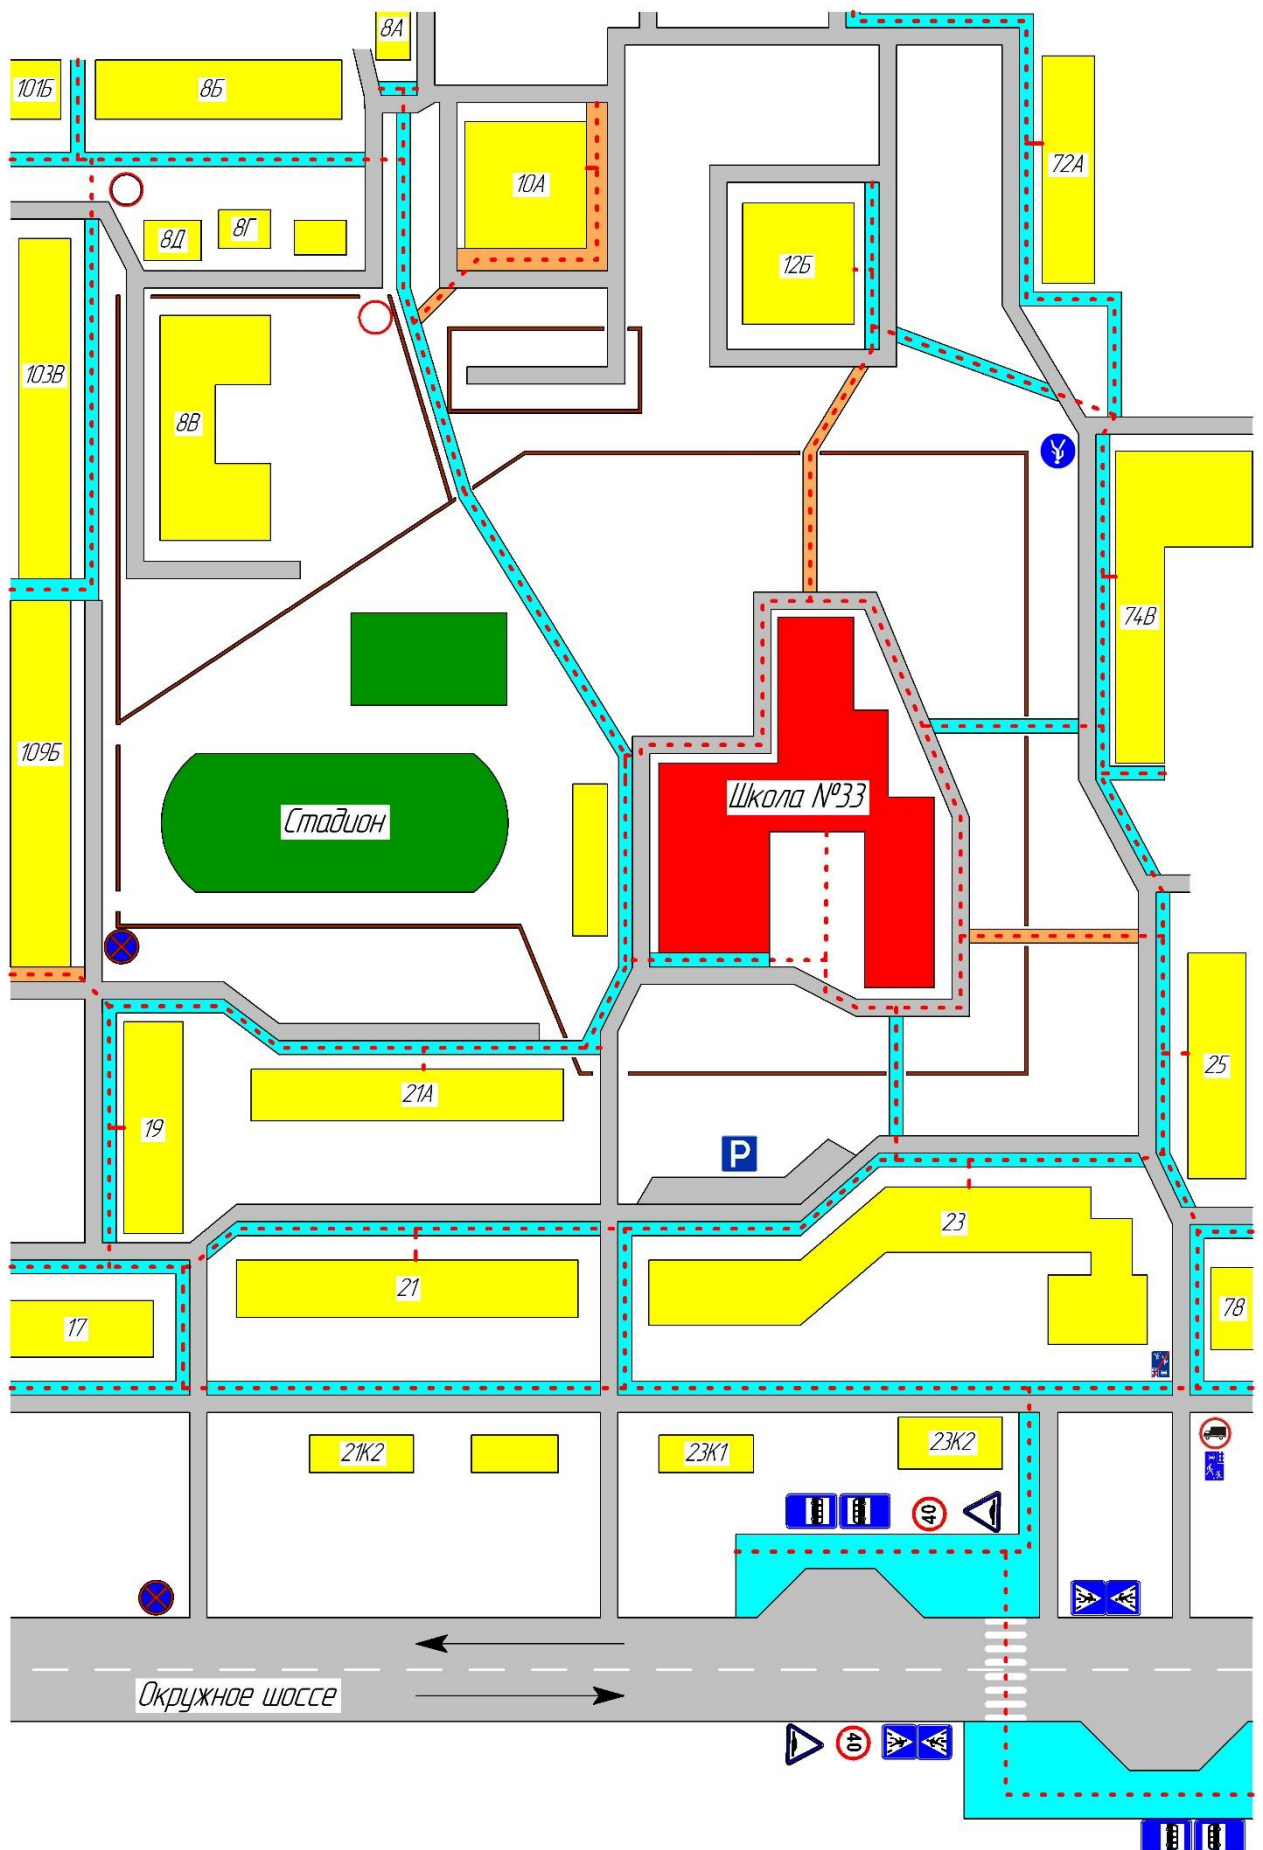 8А
101Б
8Б
10А
72А
8Д
8Г
12Б
103В
8В
74В
109Б
Школа №33
Стадион
21А
25
19
P
23
21
17
78
21К2
23К1
23К2
40
Окружное шоссе
40